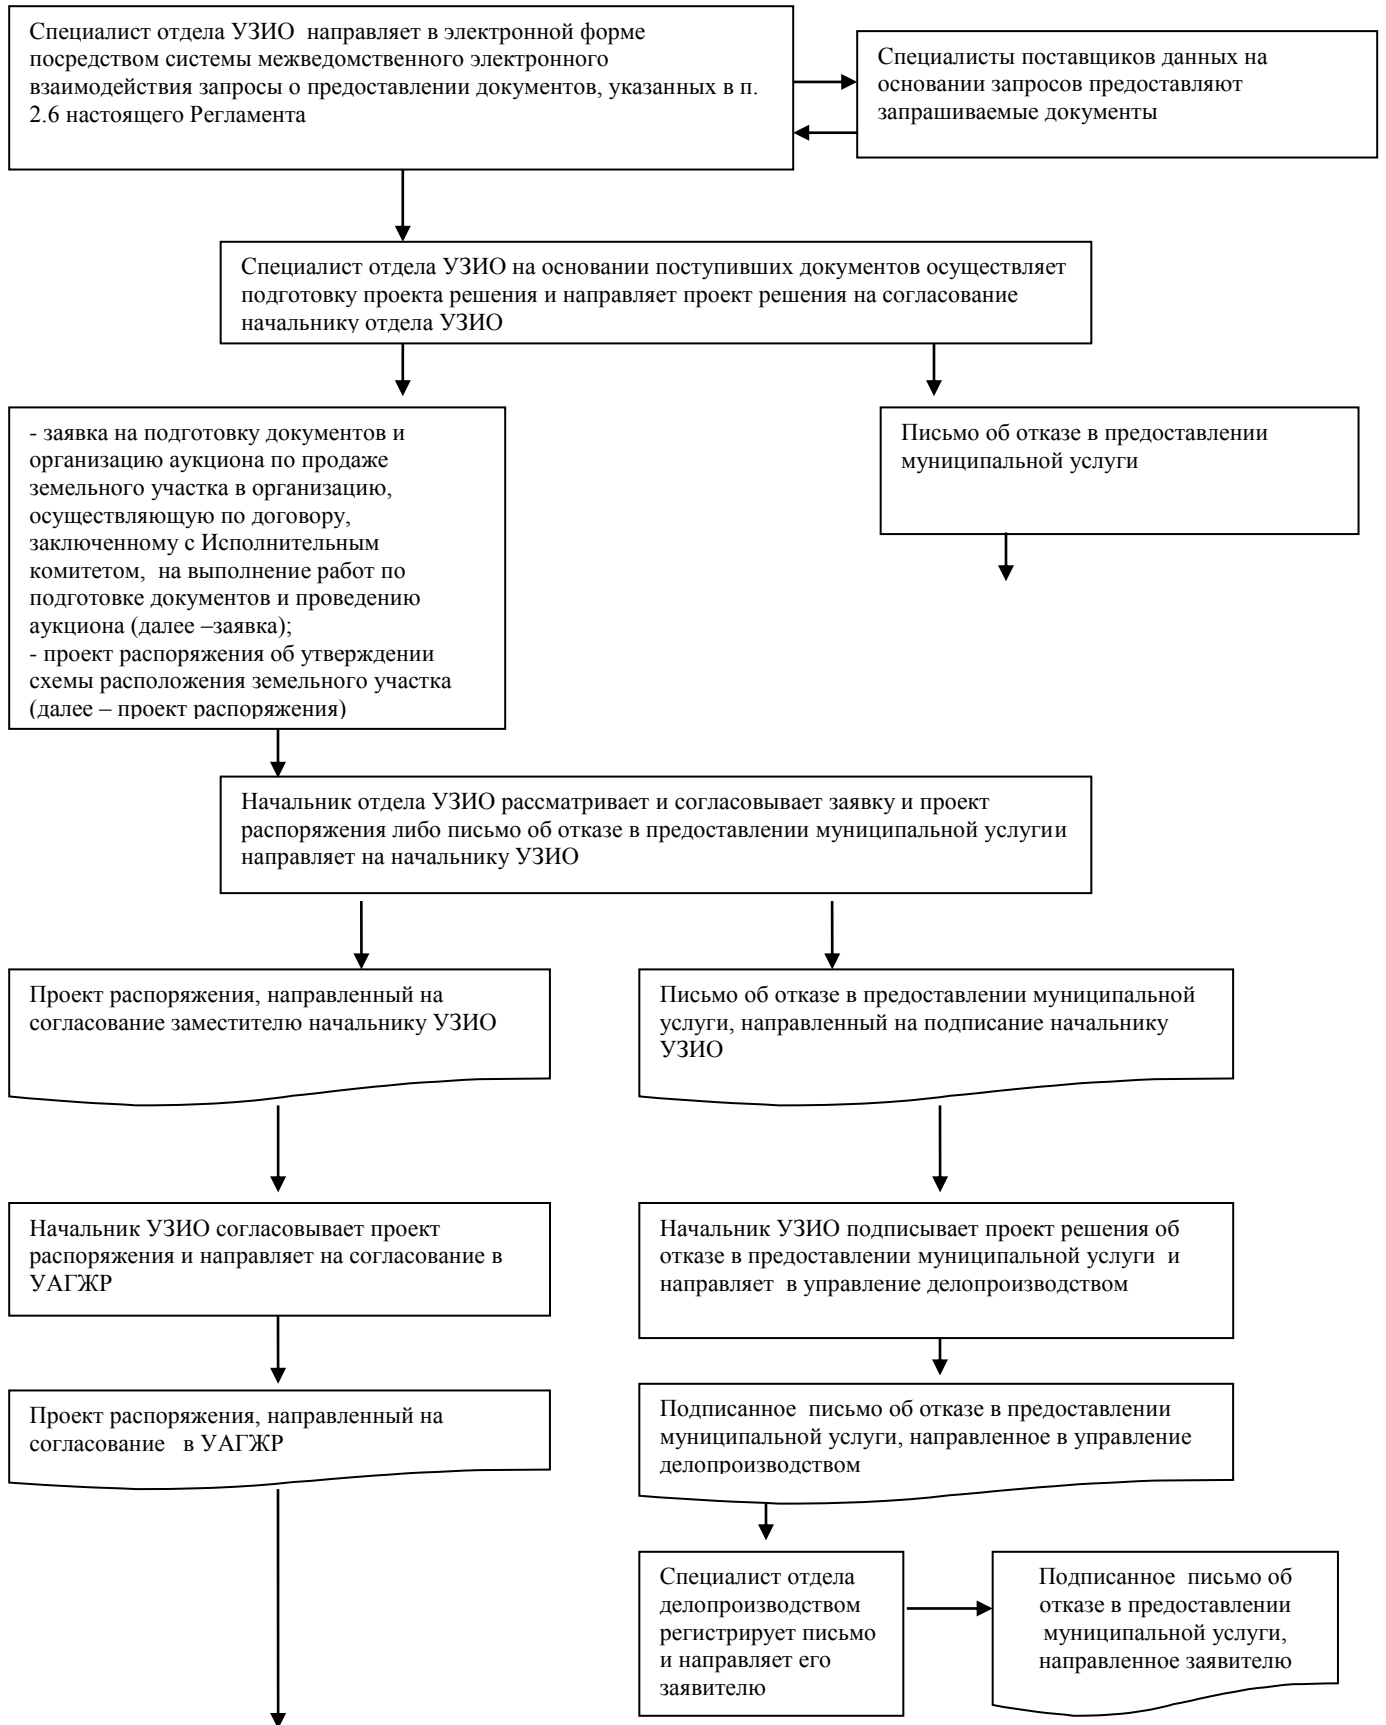 Специалист отдела УЗИО  направляет в электронной форме
посредством системы межведомственного электронного
взаимодействия запросы о предоставлении документов, указанных в п.
2.6 настоящего Регламента
Специалисты поставщиков данных на
основании запросов предоставляют
запрашиваемые документы
Специалист отдела УЗИО на основании поступивших документов осуществляет
подготовку проекта решения и направляет проект решения на согласование
начальнику отдела УЗИО
- заявка на подготовку документов и
организацию аукциона по продаже
земельного участка в организацию,
осуществляющую по договору,
заключенному с Исполнительным
комитетом,  на выполнение работ по
подготовке документов и проведению
аукциона (далее –заявка);
- проект распоряжения об утверждении
схемы расположения земельного участка
(далее – проект распоряжения)
Письмо об отказе в предоставлении
муниципальной услуги
Начальник отдела УЗИО рассматривает и согласовывает заявку и проект
распоряжения либо письмо об отказе в предоставлении муниципальной услугии
направляет на начальнику УЗИО
Проект распоряжения, направленный на
согласование заместителю начальнику УЗИО
Письмо об отказе в предоставлении муниципальной
услуги, направленный на подписание начальнику
УЗИО
Начальник УЗИО согласовывает проект
распоряжения и направляет на согласование в
УАГЖР
Начальник УЗИО подписывает проект решения об
отказе в предоставлении муниципальной услуги  и
направляет  в управление делопроизводством
Проект распоряжения, направленный на
согласование   в УАГЖР
Подписанное  письмо об отказе в предоставлении
муниципальной услуги, направленное в управление
делопроизводством
Специалист отдела
делопроизводством
регистрирует письмо
и направляет его
заявителю
Подписанное  письмо об
отказе в предоставлении
муниципальной услуги,
направленное заявителю